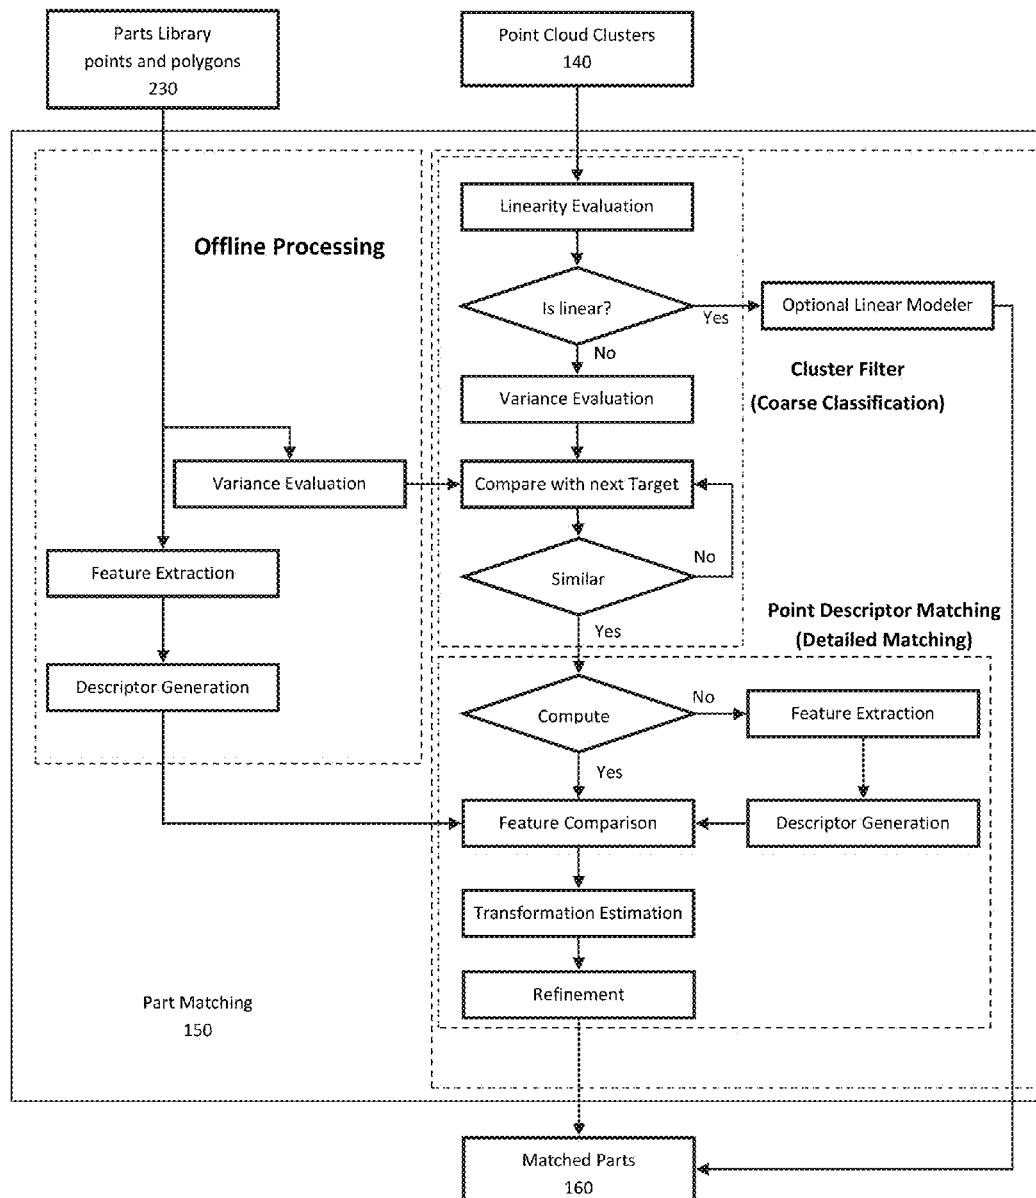 Parts Library
points and polygons
230
Point Cloud Clusters
140
Linearity Evaluation
Offline Processing
Is linear?
Yes
Optional Linear Modeler
No
Cluster Filter
(Coarse Classification)
Variance Evaluation
Variance Evaluation
Compare with next Target
Feature Extraction
Similar
No
Yes
Point Descriptor Matching
(Detailed Matching)
Descriptor Generation
Compute
No
Feature Extraction
Yes
Feature Comparison
Descriptor Generation
Transformation Estimation
Refinement
Part Matching
150
Matched Parts
160